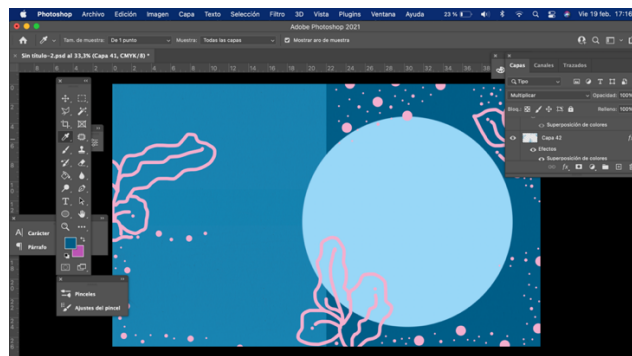 Photoshop Archivo Edición Imagen Capa Texto Selección Filtro 3D Vista Plugins Ventana Ayuda 23 % Vie 19 feb. 17:16
Adobe Photoshop 2021
Tam. de muestra: De 1 punto Muestra: Todas las capas Mostrar aro de muestra
Sin título-2.psd al 33,3% (Capa 41, CMYK/8) *
Capas Canales Trazados
Tipo
Multiplicar Opacidad: 100%
Bloq.: Relleno: 100%
Superposición de colores
Capa 42
Efectos
Superposición de colores
Carácter
Párrafo
Pinceles
Ajustes del pincel